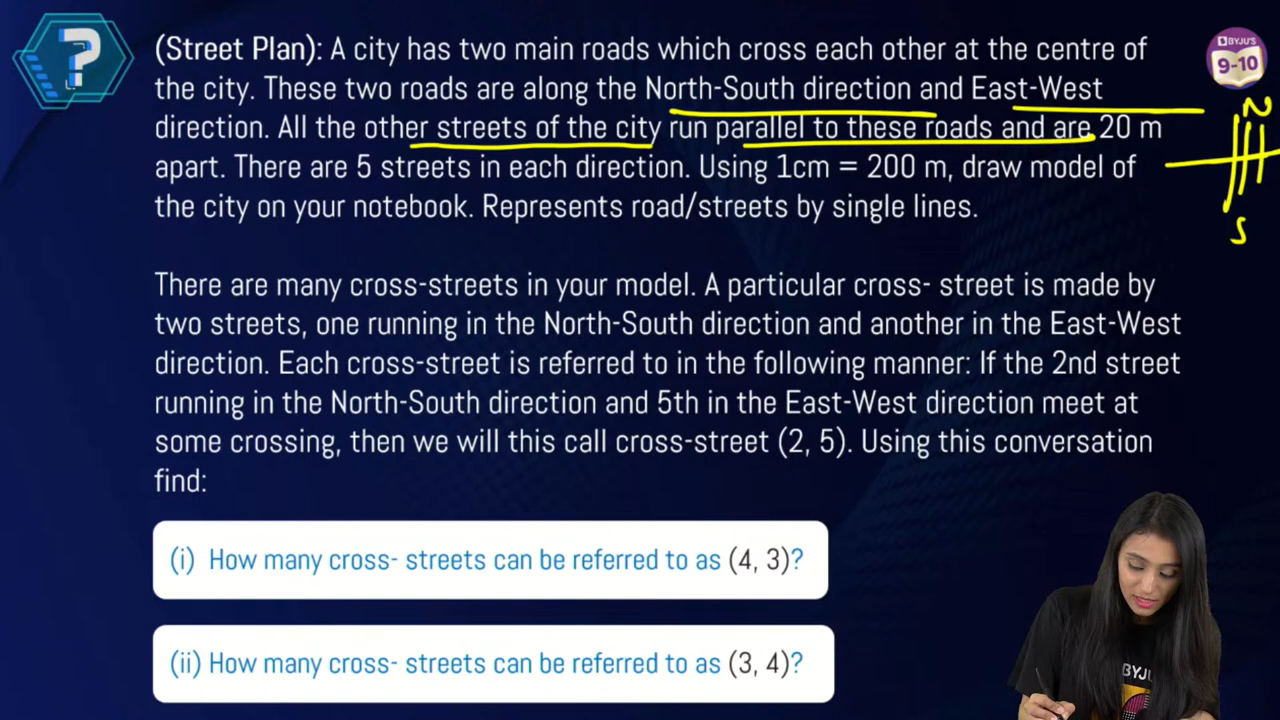 ?
(Street Plan): A city has two main roads which cross each other at the centre of
the city. These two roads are along the North-South direction and East-West
direction. All the other streets of the city run parallel to these roads and are 20 m
apart. There are 5 streets in each direction. Using 1cm = 200 m, draw model of
the city on your notebook. Represents road/streets by single lines.
BYJU'S
9-10
N
S
There are many cross-streets in your model. A particular cross- street is made by
two streets, one running in the North-South direction and another in the East-West
direction. Each cross-street is referred to in the following manner: If the 2nd street
running in the North-South direction and 5th in the East-West direction meet at
some crossing, then we will this call cross-street (2, 5). Using this conversation
find:
(i) How many cross- streets can be referred to as (4, 3)?
(ii) How many cross- streets can be referred to as (3, 4)?
BYJU